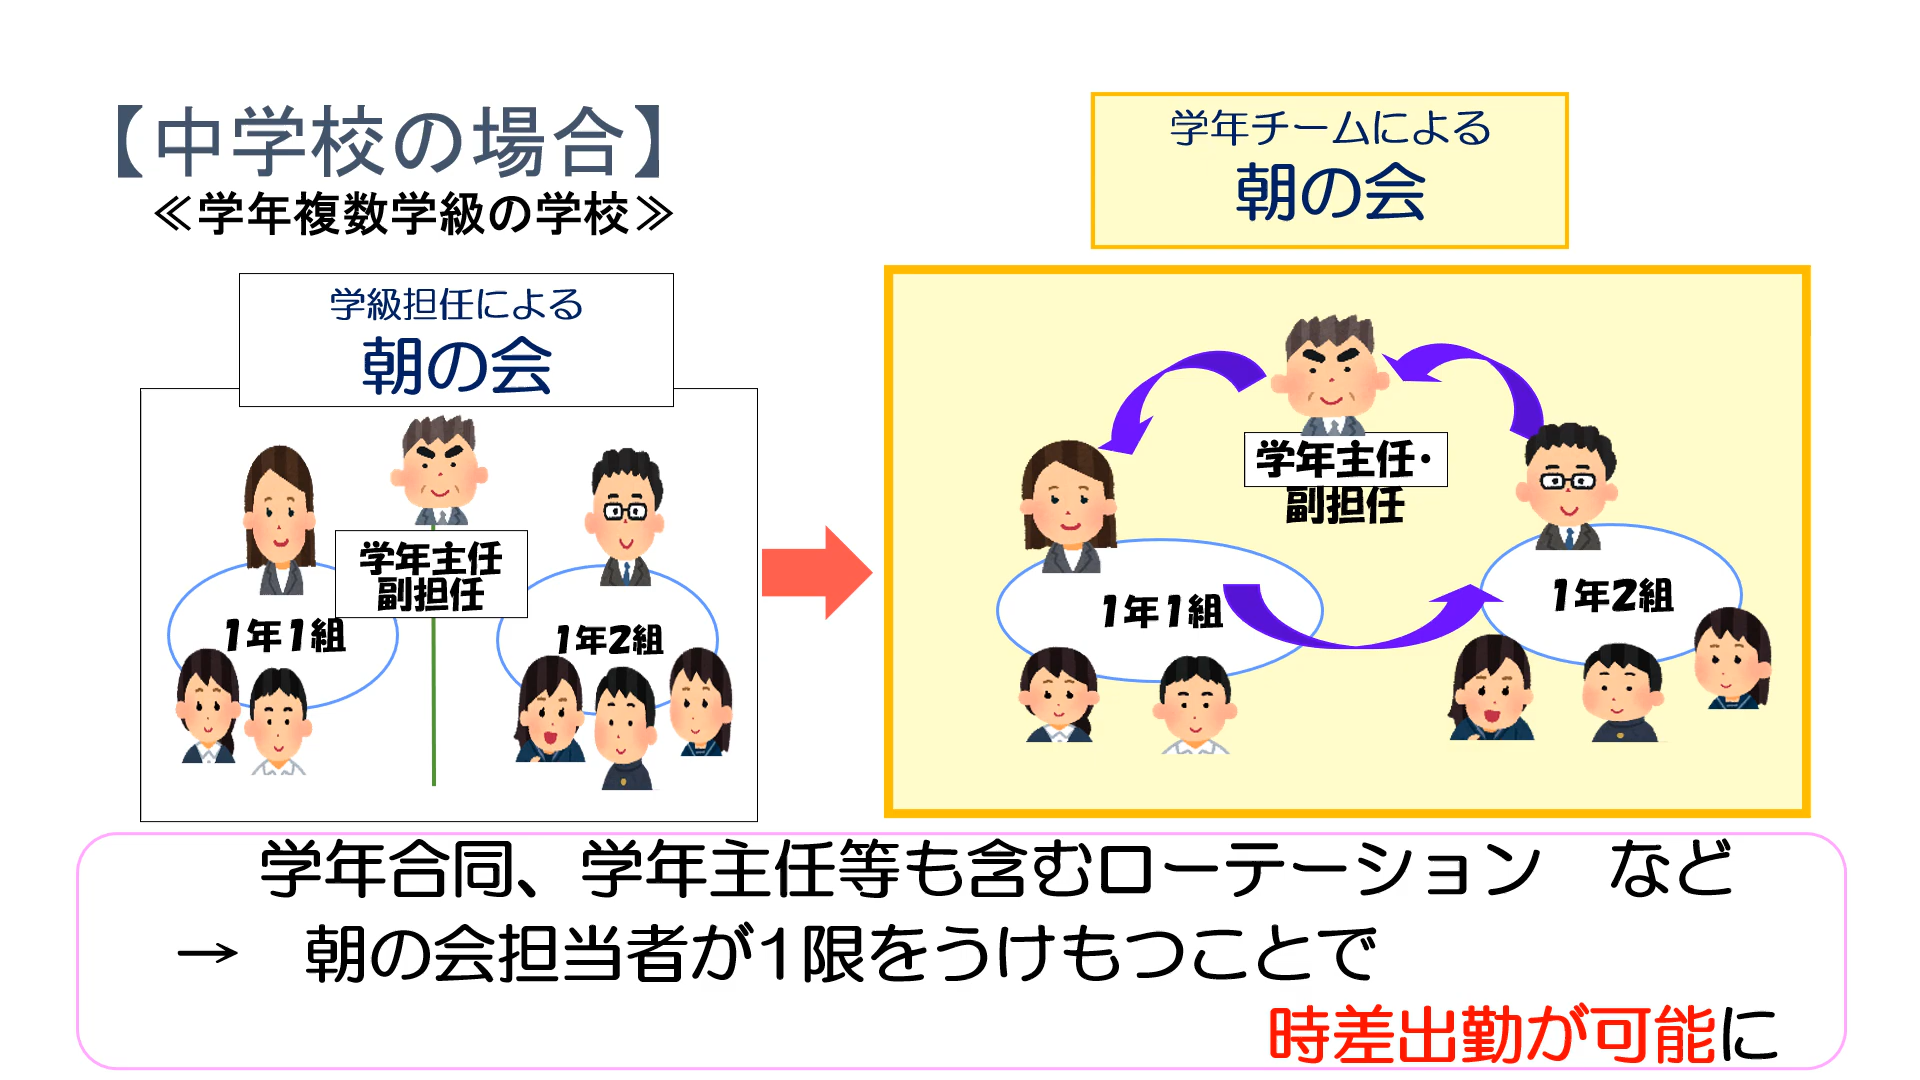 【中学校の場合】
≪学年複数学級の学校≫
学級担任による
朝の会
学年主任
副担任
1年1組
1年2組
学年チームによる
朝の会
学年主任・
副担任
1年1組
1年2組
学年合同、学年主任等も含むローテーション　など
→　朝の会担当者が1限をうけもつことで
時差出勤が可能に